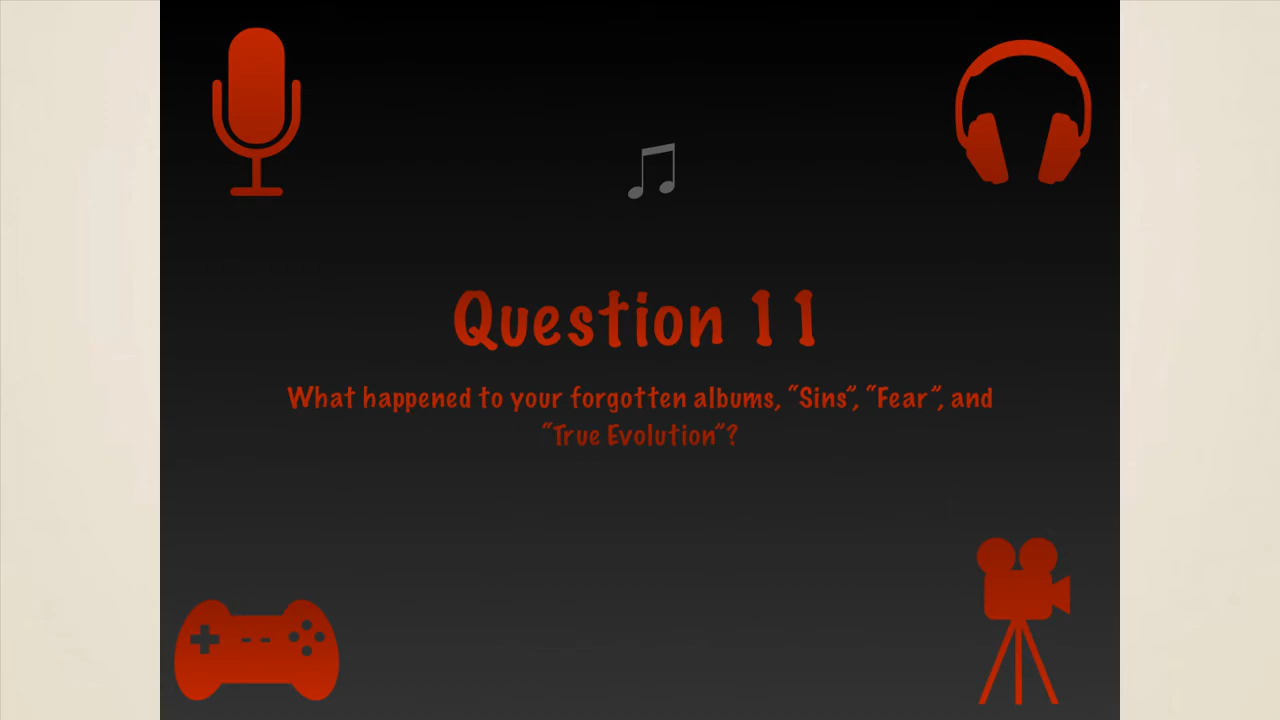 Question 11
What happened to your forgotten albums, “Sins”, “Fear”, and
“True Evolution”?